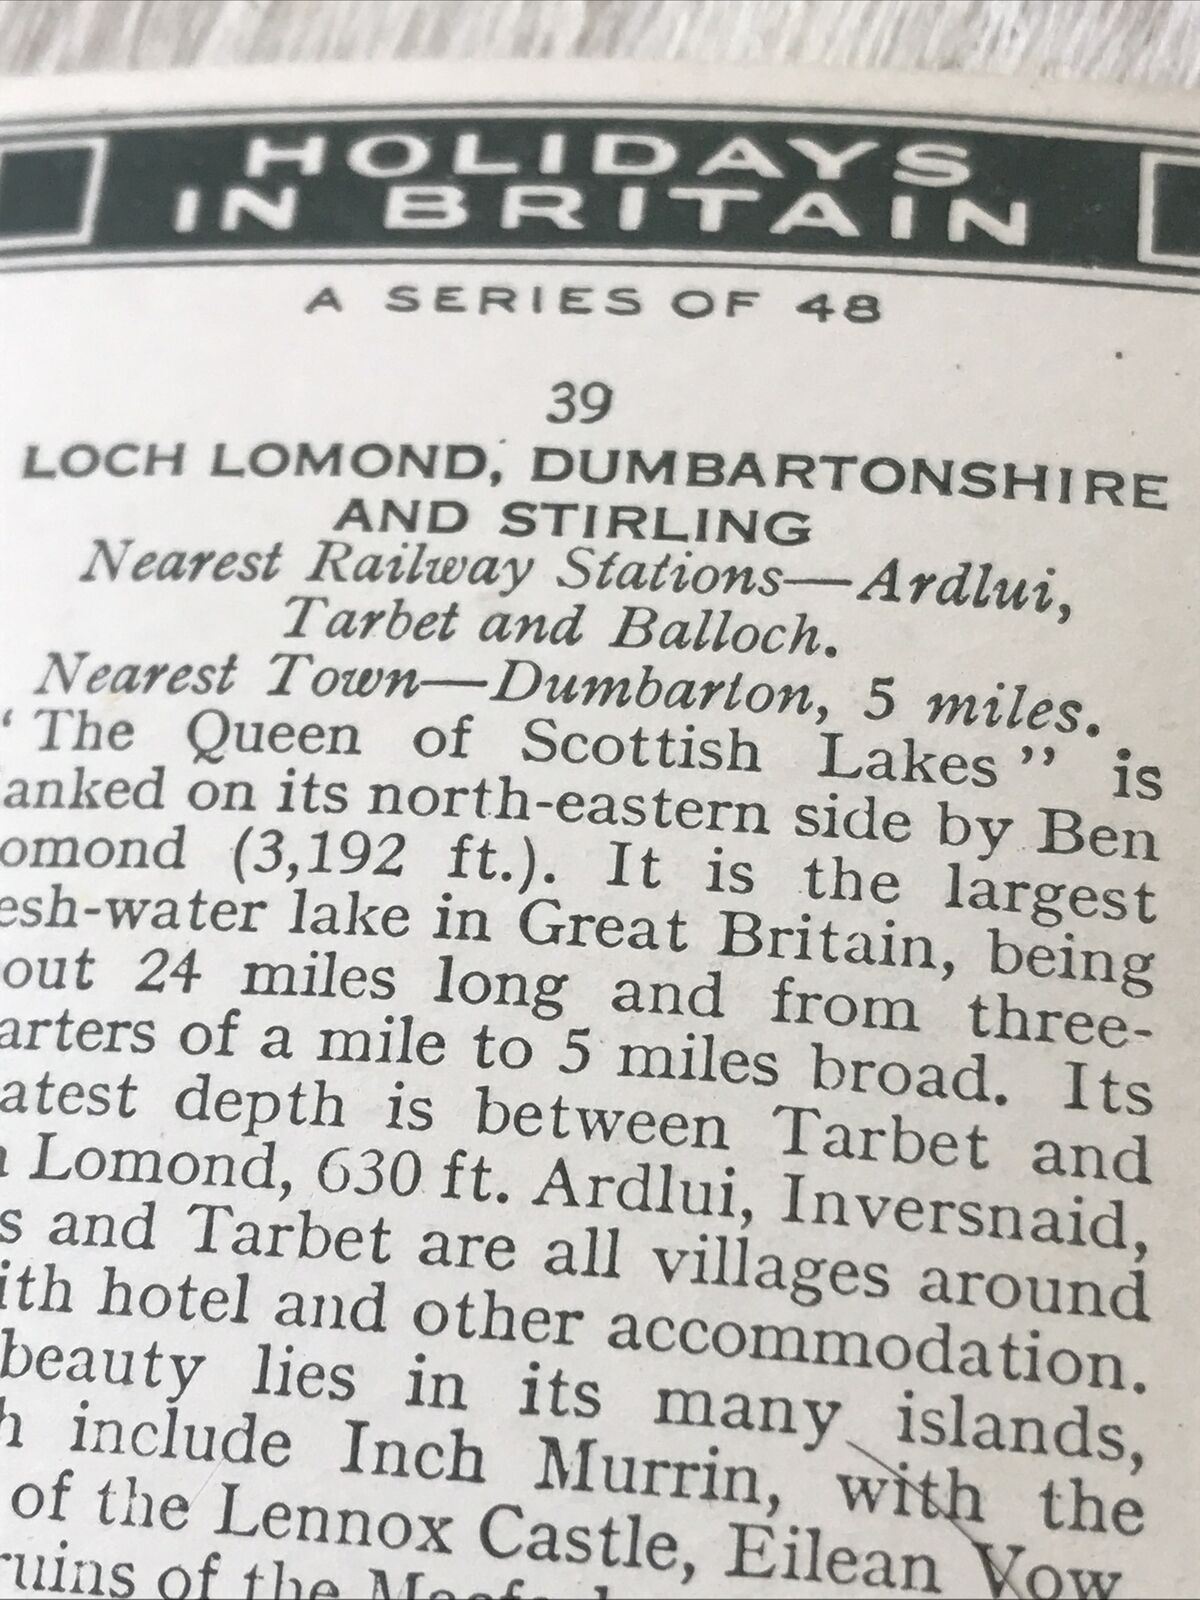 HOLIDAYS
IN BRITAIN
A SERIES OF 48
39
LOCH LOMOND, DUMBARTONSHIRE
AND STIRLING
Nearest Railway Stations—Ardlui,
Tarbet and Balloch.
Nearest Town—Dumbarton, 5 miles.
‘The Queen of Scottish Lakes” is
anked on its north-eastern side by Ben
omond (3,192 ft.). It is the largest
esh-water lake in Great Britain, being
out 24 miles long and from three-
arters of a mile to 5 miles broad. Its
atest depth is between Tarbet and
Lomond, 630 ft. Ardlui, Inversnaid,
s and Tarbet are all villages around
ith hotel and other accommodation.
beauty lies in its many islands,
h include Inch Murrin, with the
of the Lennox Castle, Eilean Vow
ruins of the